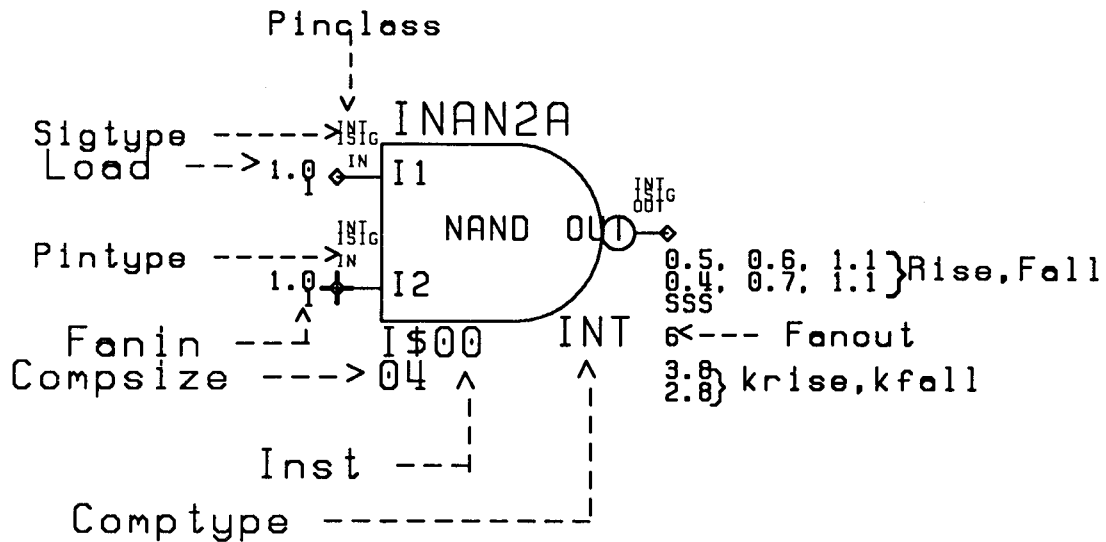 Pinclass
INAN2A
Sigtype ----->
INT
ISIG
IN
Load --->
1.0
1
I1
INT
ISIG
OUT
INT
ISIG
IN
NAND OUT
Pintype ----->
0.5, 0.6, 1.1
0.4, 0.7, 1.1
}Rise,Fall
1.0
1
I2
SSS
Fanin ---
I$00
INT
6<--- Fanout
Compsize ---->
04
3.8
2.8
} krise,kfall
Inst ---
Comptype -----------